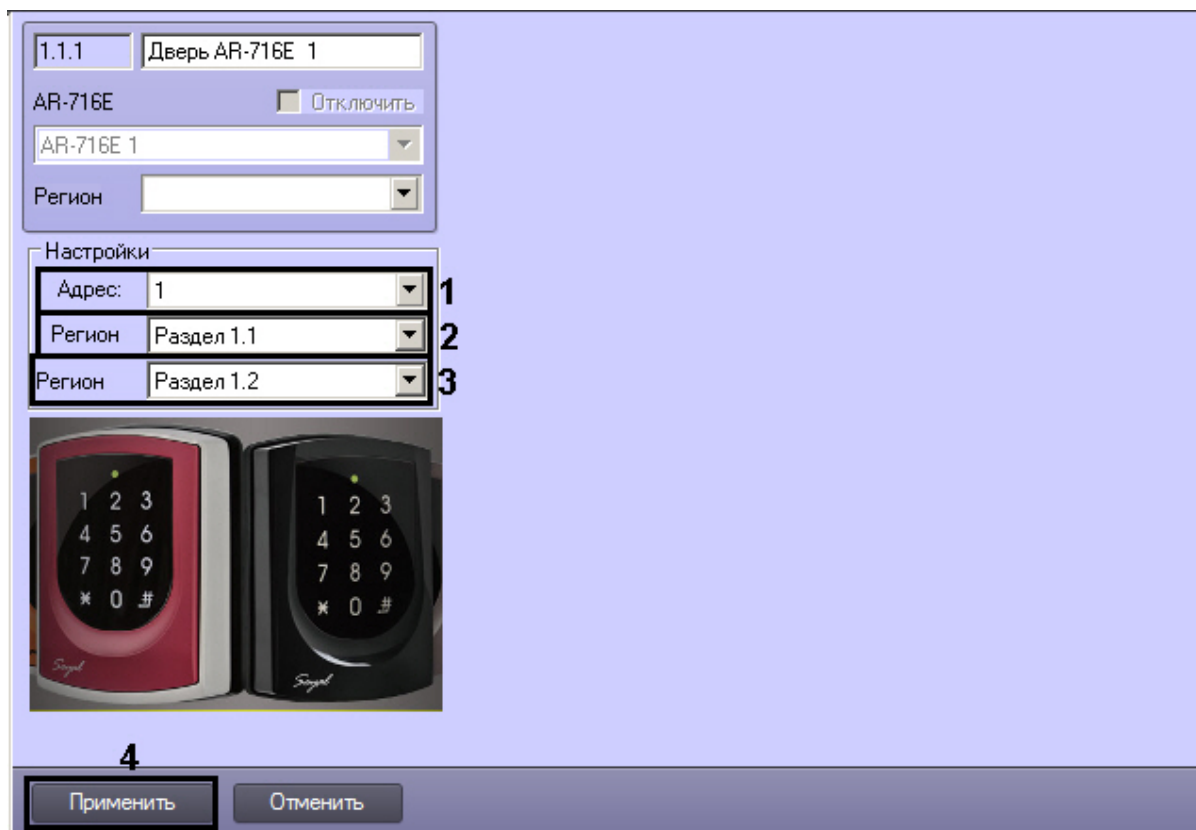 1.1.1 Дверь AR-716E 1
AR-716E Отключить
AR-716E 1
Регион
Настройки
Адрес: 1 1
Регион Раздел 1.1 2
Регион Раздел 1.2 3
1 2 3
4 5 6
7 8 9
* 0 #
Soyal
1 2 3
4 5 6
7 8 9
* 0 #
Soyal
4
Применить Отменить